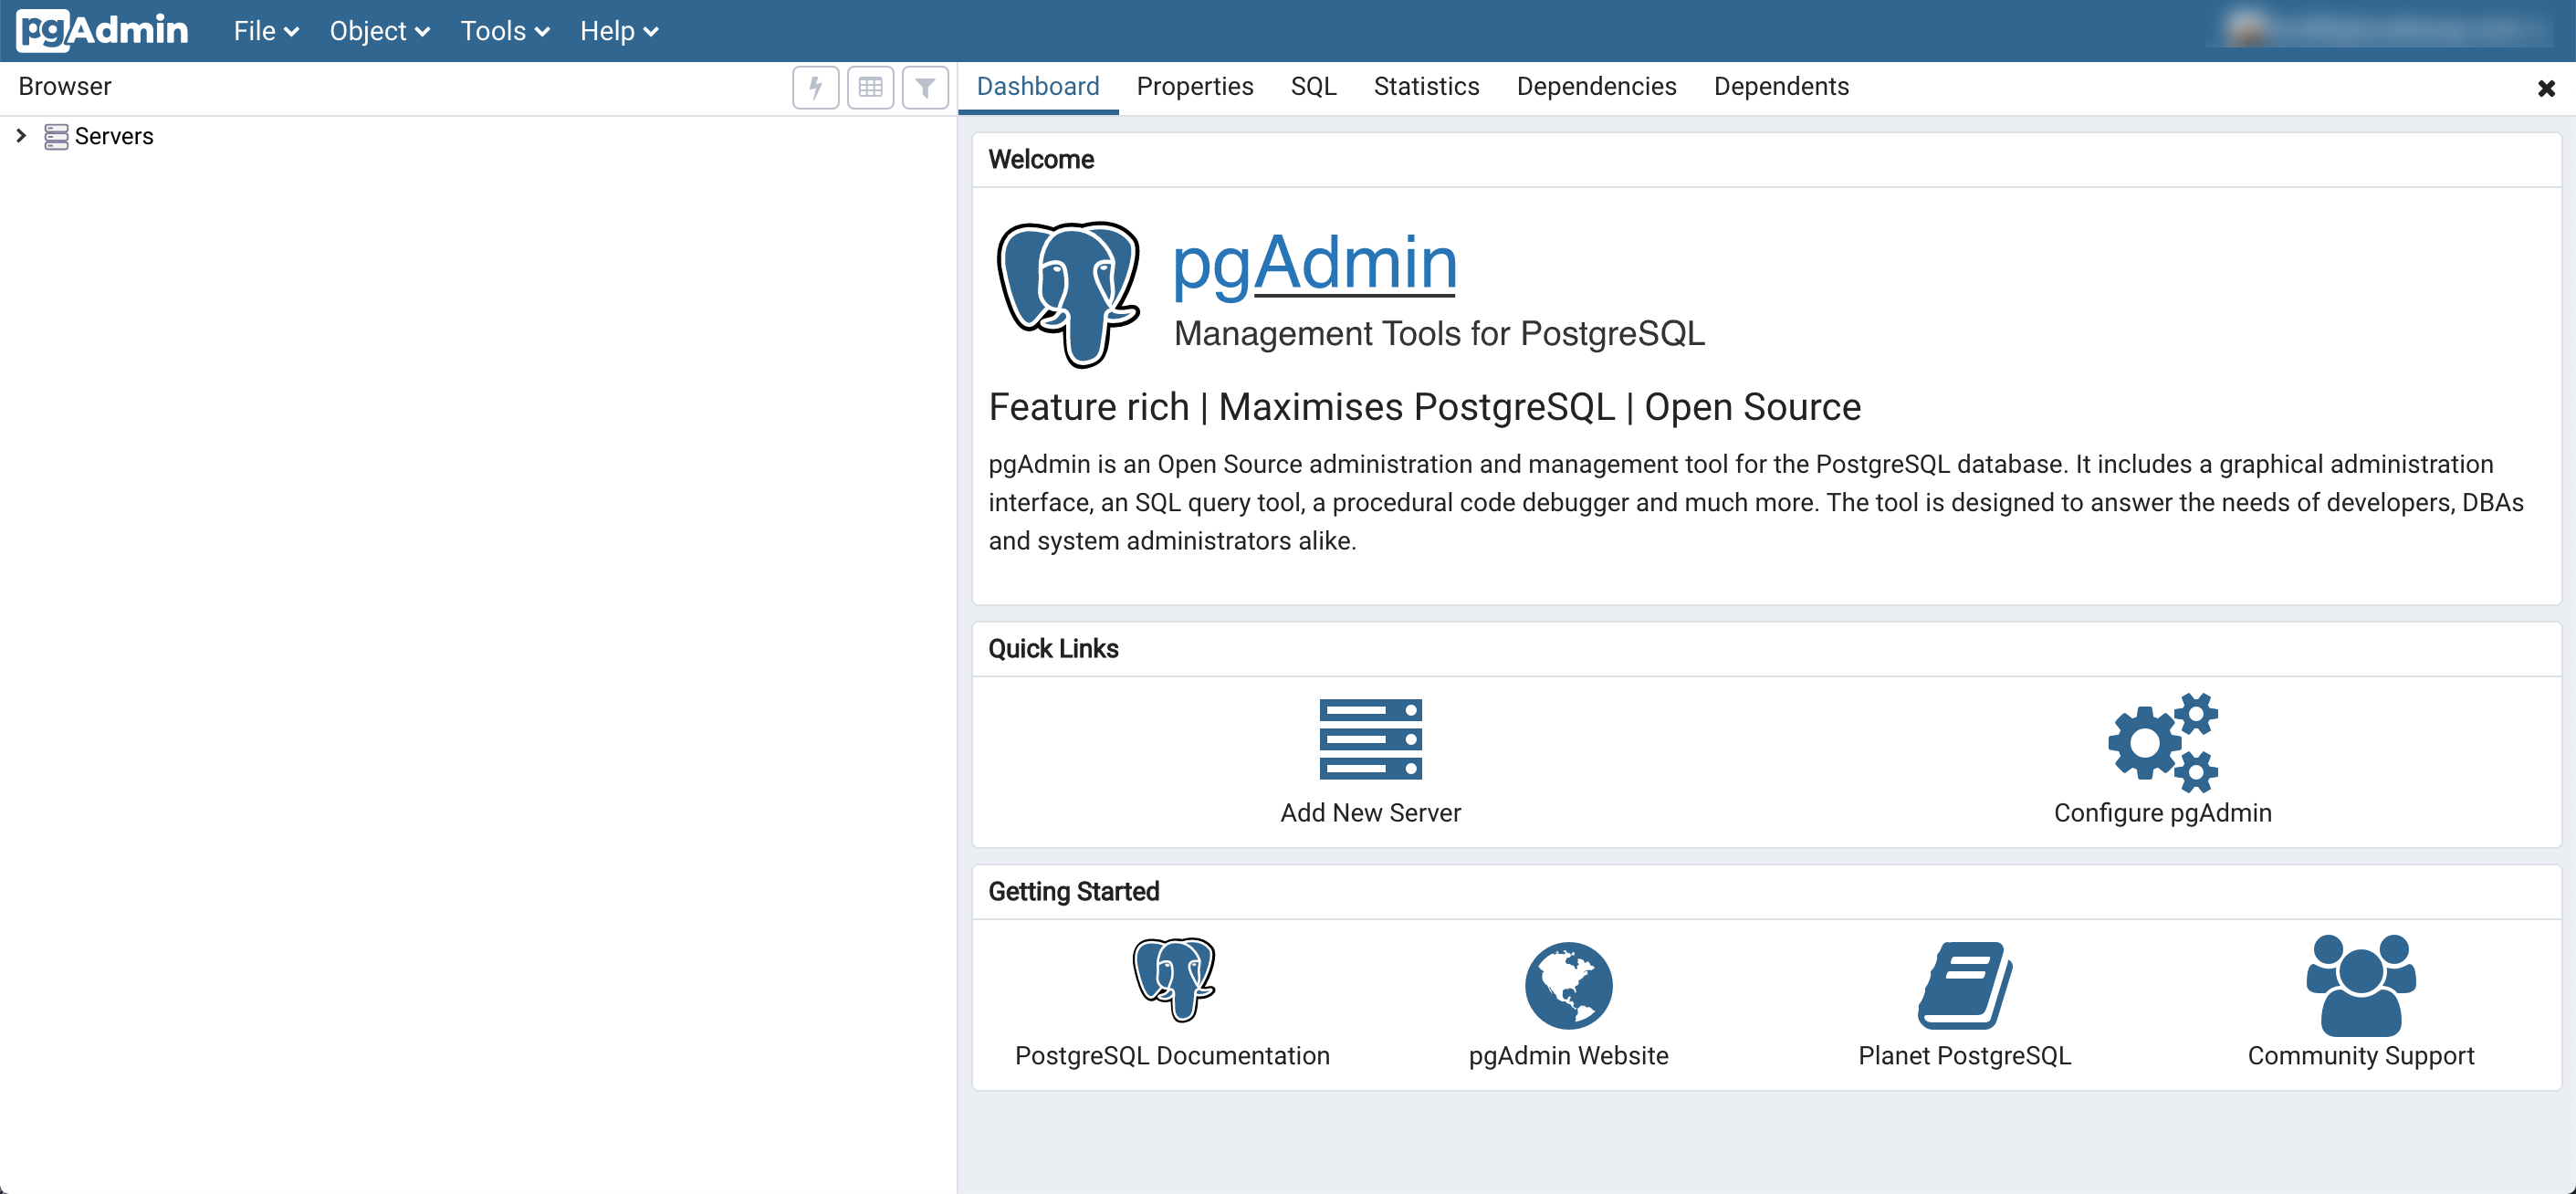 pgAdmin File Object Tools Help
Browser
Servers
Dashboard Properties SQL Statistics Dependencies Dependents
Welcome
pgAdmin
Management Tools for PostgreSQL
Feature rich | Maximises PostgreSQL | Open Source
pgAdmin is an Open Source administration and management tool for the PostgreSQL database. It includes a graphical administration
interface, an SQL query tool, a procedural code debugger and much more. The tool is designed to answer the needs of developers, DBAs
and system administrators alike.
Quick Links
Add New Server
Configure pgAdmin
Getting Started
PostgreSQL Documentation
pgAdmin Website
Planet PostgreSQL
Community Support